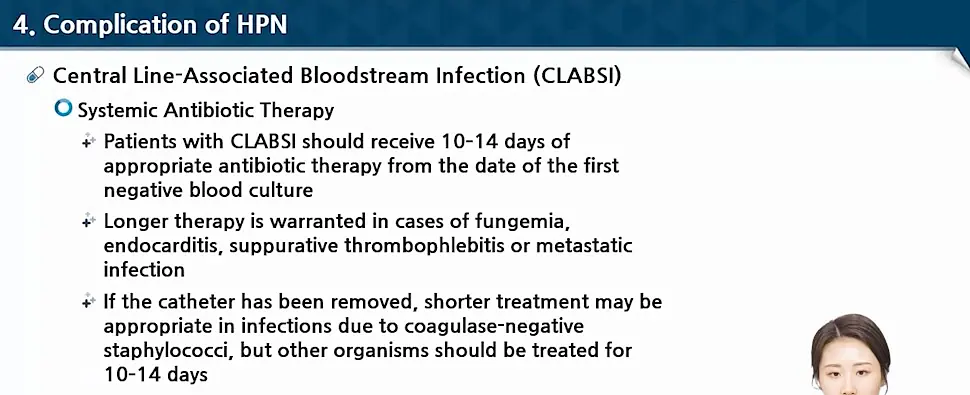 4. Complication of HPN
Central Line-Associated Bloodstream Infection (CLABSI)
Systemic Antibiotic Therapy
Patients with CLABSI should receive 10-14 days of
appropriate antibiotic therapy from the date of the first
negative blood culture
Longer therapy is warranted in cases of fungemia,
endocarditis, suppurative thrombophlebitis or metastatic
infection
If the catheter has been removed, shorter treatment may be
appropriate in infections due to coagulase-negative
staphylococci, but other organisms should be treated for
10-14 days